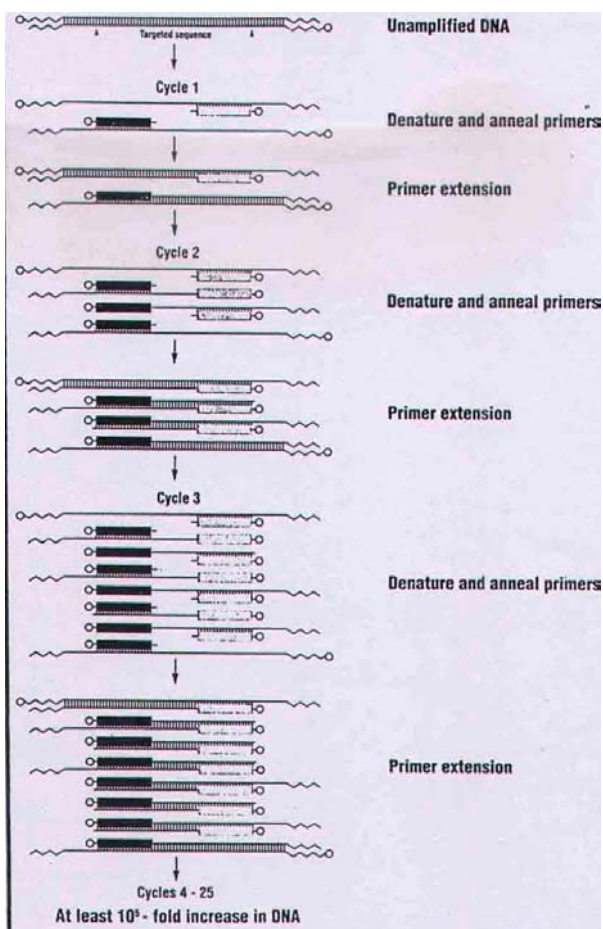 Unamplified DNA
Targeted sequence
Cycle 1
Denature and anneal primers
Primer extension
Cycle 2
Denature and anneal primers
Primer extension
Cycle 3
Denature and anneal primers
Primer extension
Cycles 4 - 25
At least 10⁵ - fold increase in DNA